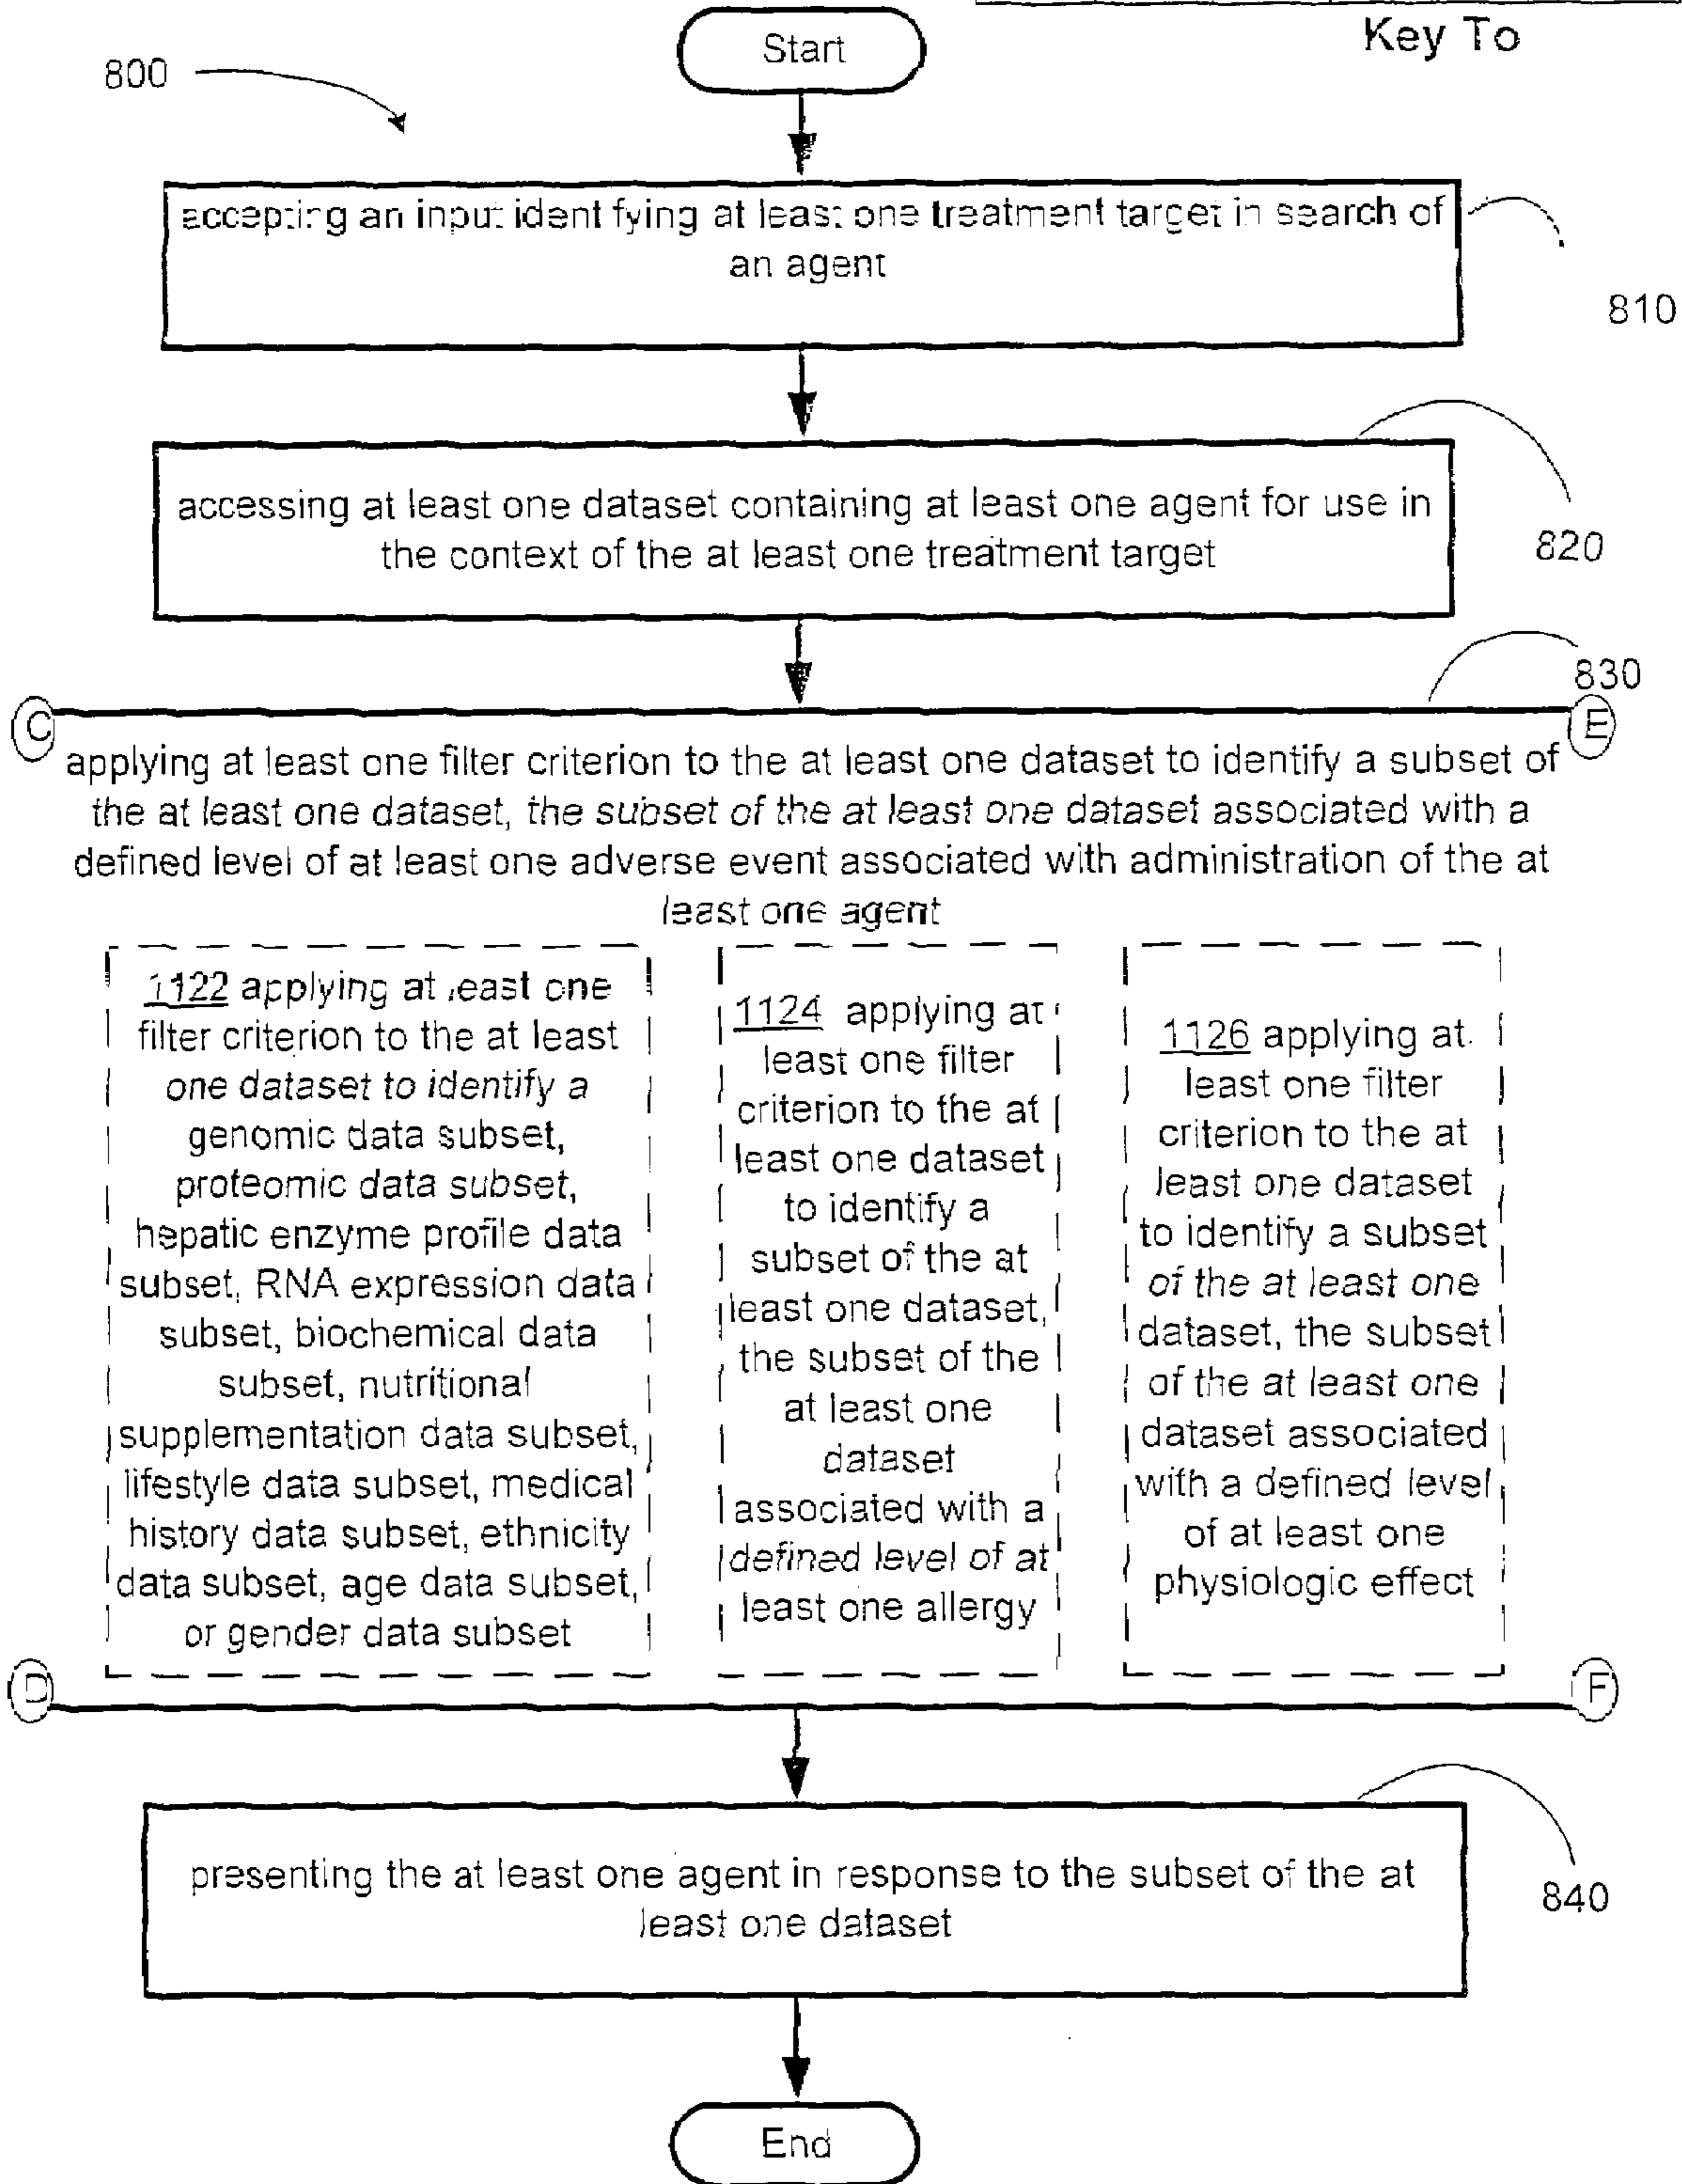 Key To
Start
800
accepting an input identifying at least one treatment target in search of
an agent
810
accessing at least one dataset containing at least one agent for use in
the context of the at least one treatment target
820
830
C
E
applying at least one filter criterion to the at least one dataset to identify a subset of
the at least one dataset, the subset of the at least one dataset associated with a
defined level of at least one adverse event associated with administration of the at
least one agent
1122 applying at least one
filter criterion to the at least
one dataset to identify a
genomic data subset,
proteomic data subset,
hepatic enzyme profile data
subset, RNA expression data
subset, biochemical data
subset, nutritional
supplementation data subset,
lifestyle data subset, medical
history data subset, ethnicity
data subset, age data subset,
or gender data subset
1124 applying at
least one filter
criterion to the at
least one dataset
to identify a
subset of the at
least one dataset,
the subset of the
at least one
dataset
associated with a
defined level of at
least one allergy
1126 applying at
least one filter
criterion to the at
least one dataset
to identify a subset
of the at least one
dataset, the subset
of the at least one
dataset associated
with a defined level
of at least one
physiologic effect
D
F
presenting the at least one agent in response to the subset of the at
least one dataset
840
End